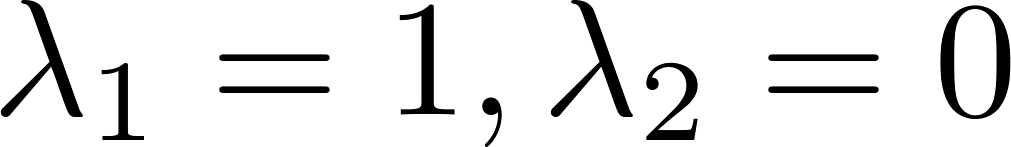 λ₁ = 1, λ₂ = 0